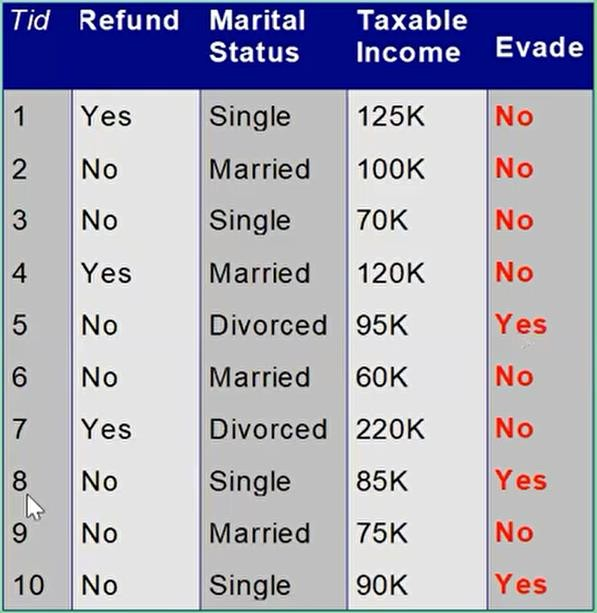 Tid Refund Marital Status Taxable Income Evade
1 Yes Single 125K No
2 No Married 100K No
3 No Single 70K No
4 Yes Married 120K No
5 No Divorced 95K Yes
6 No Married 60K No
7 Yes Divorced 220K No
8 No Single 85K Yes
9 No Married 75K No
10 No Single 90K Yes